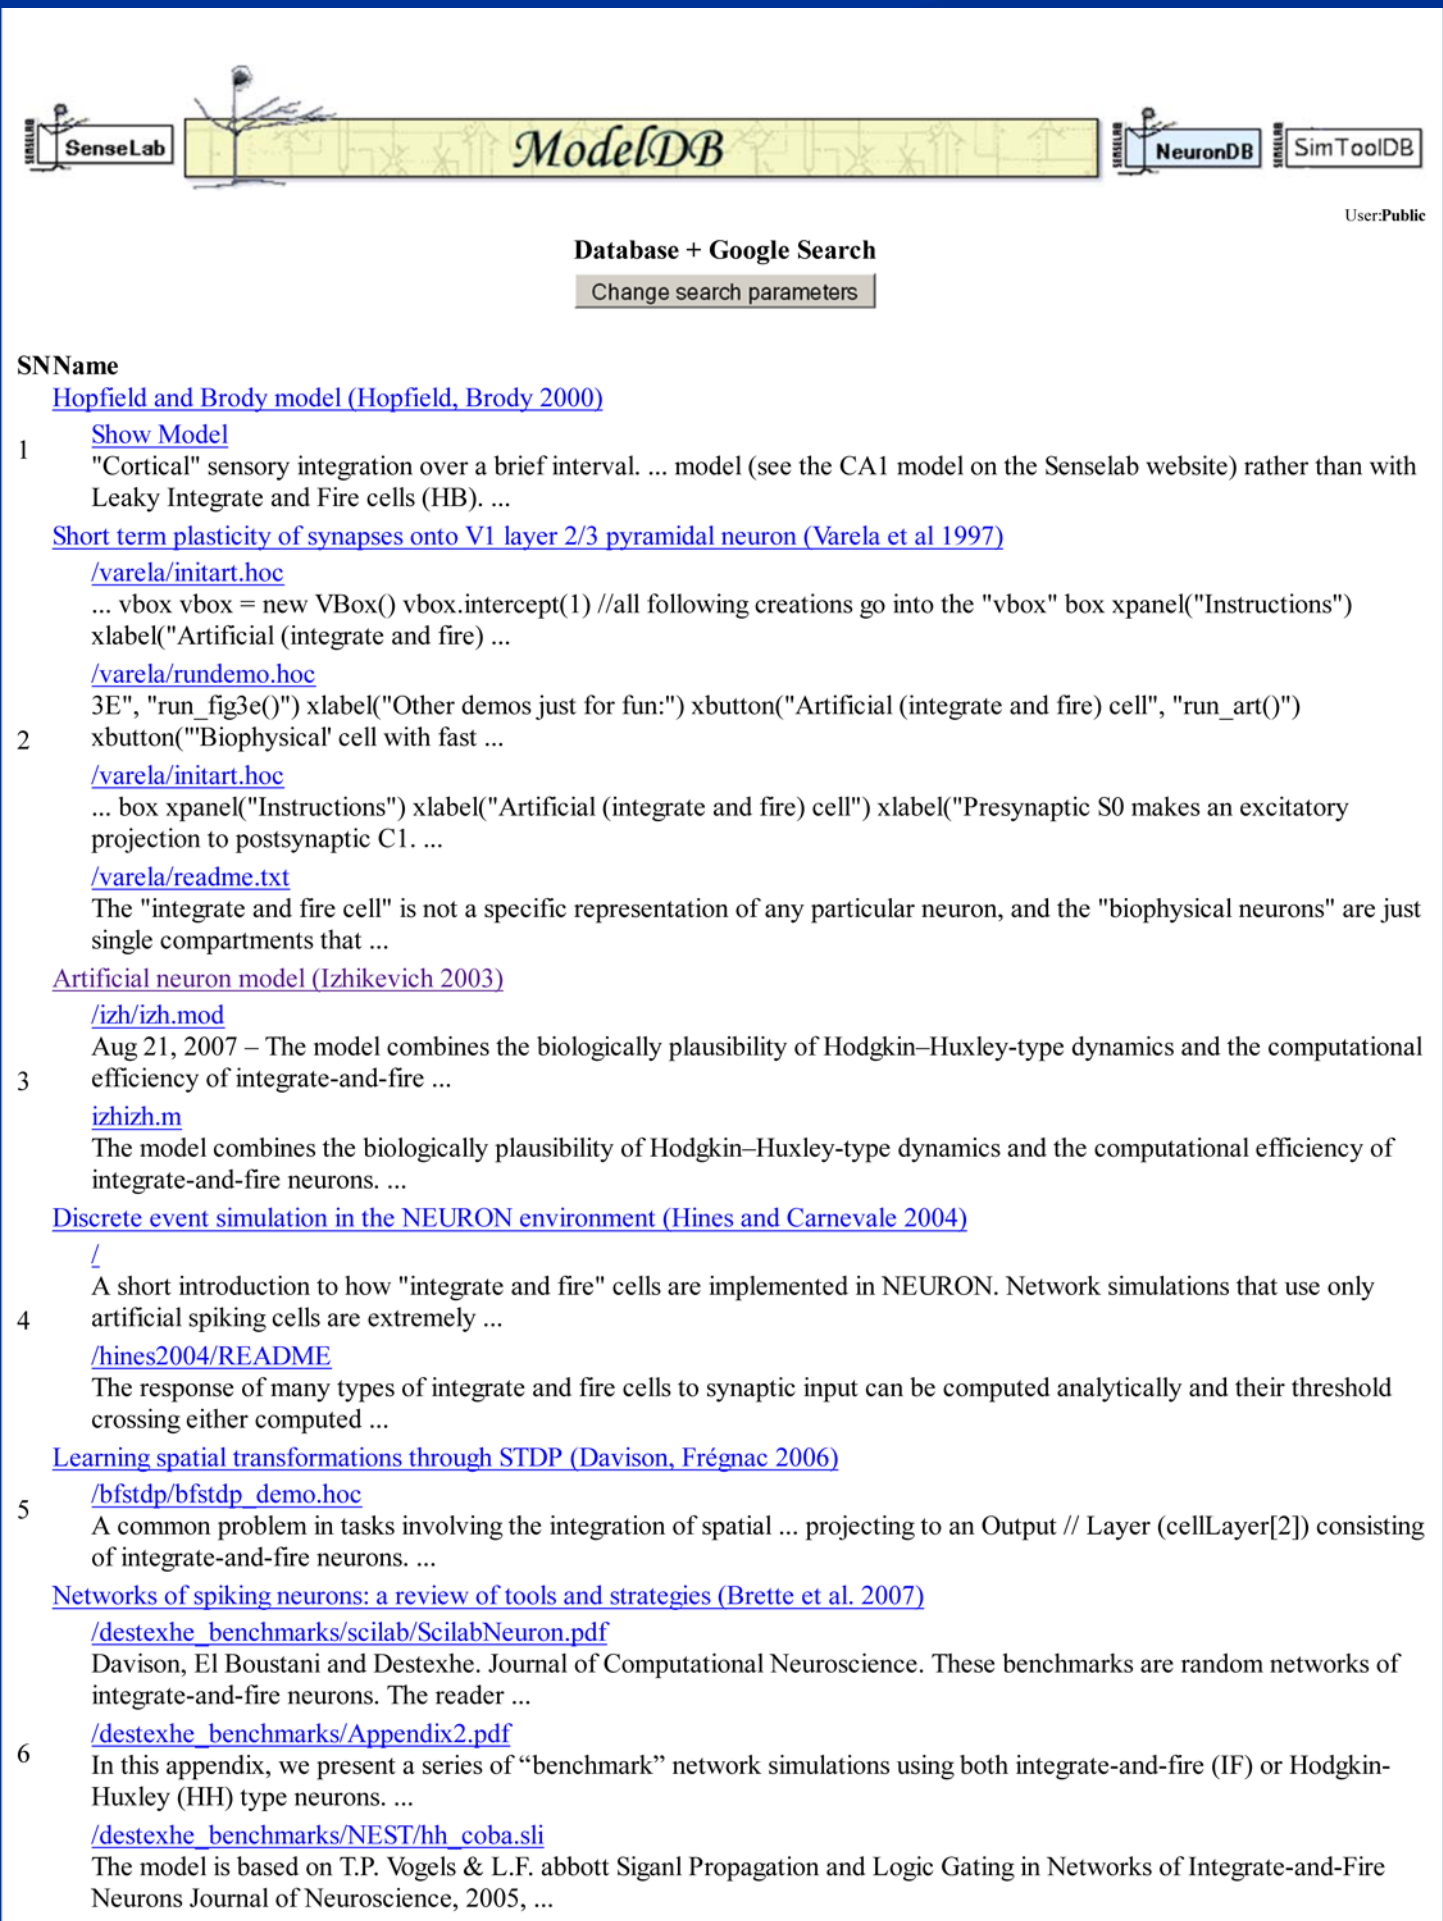 SENSELAB
SenseLab
ModelDB
SENSELAB
NeuronDB
SENSELAB
SimToolDB
User:Public
Database + Google Search
Change search parameters
SN Name
Hopfield and Brody model (Hopfield, Brody 2000)
1
Show Model
"Cortical" sensory integration over a brief interval. ... model (see the CA1 model on the Senselab website) rather than with
Leaky Integrate and Fire cells (HB). ...
Short term plasticity of synapses onto V1 layer 2/3 pyramidal neuron (Varela et al 1997)
/varela/initart.hoc
... vbox vbox = new VBox() vbox.intercept(1) //all following creations go into the "vbox" box xpanel("Instructions")
xlabel("Artificial (integrate and fire) ...
/varela/rundemo.hoc
3E", "run_fig3e()") xlabel("Other demos just for fun:") xbutton("Artificial (integrate and fire) cell", "run_art()")
2
xbutton("'Biophysical' cell with fast ...
/varela/initart.hoc
... box xpanel("Instructions") xlabel("Artificial (integrate and fire) cell") xlabel("Presynaptic S0 makes an excitatory
projection to postsynaptic C1. ...
/varela/readme.txt
The "integrate and fire cell" is not a specific representation of any particular neuron, and the "biophysical neurons" are just
single compartments that ...
Artificial neuron model (Izhikevich 2003)
/izh/izh.mod
Aug 21, 2007 – The model combines the biologically plausibility of Hodgkin–Huxley-type dynamics and the computational
3
efficiency of integrate-and-fire ...
izhizh.m
The model combines the biologically plausibility of Hodgkin–Huxley-type dynamics and the computational efficiency of
integrate-and-fire neurons. ...
Discrete event simulation in the NEURON environment (Hines and Carnevale 2004)
/
A short introduction to how "integrate and fire" cells are implemented in NEURON. Network simulations that use only
4
artificial spiking cells are extremely ...
/hines2004/README
The response of many types of integrate and fire cells to synaptic input can be computed analytically and their threshold
crossing either computed ...
Learning spatial transformations through STDP (Davison, Frégnac 2006)
5
/bfstdp/bfstdp_demo.hoc
A common problem in tasks involving the integration of spatial ... projecting to an Output // Layer (cellLayer[2]) consisting
of integrate-and-fire neurons. ...
Networks of spiking neurons: a review of tools and strategies (Brette et al. 2007)
/destexhe_benchmarks/scilab/ScilabNeuron.pdf
Davison, El Boustani and Destexhe. Journal of Computational Neuroscience. These benchmarks are random networks of
integrate-and-fire neurons. The reader ...
/destexhe_benchmarks/Appendix2.pdf
6
In this appendix, we present a series of “benchmark” network simulations using both integrate-and-fire (IF) or Hodgkin-
Huxley (HH) type neurons. ...
/destexhe_benchmarks/NEST/hh_coba.sli
The model is based on T.P. Vogels & L.F. abbott Siganl Propagation and Logic Gating in Networks of Integrate-and-Fire
Neurons Journal of Neuroscience, 2005, ...